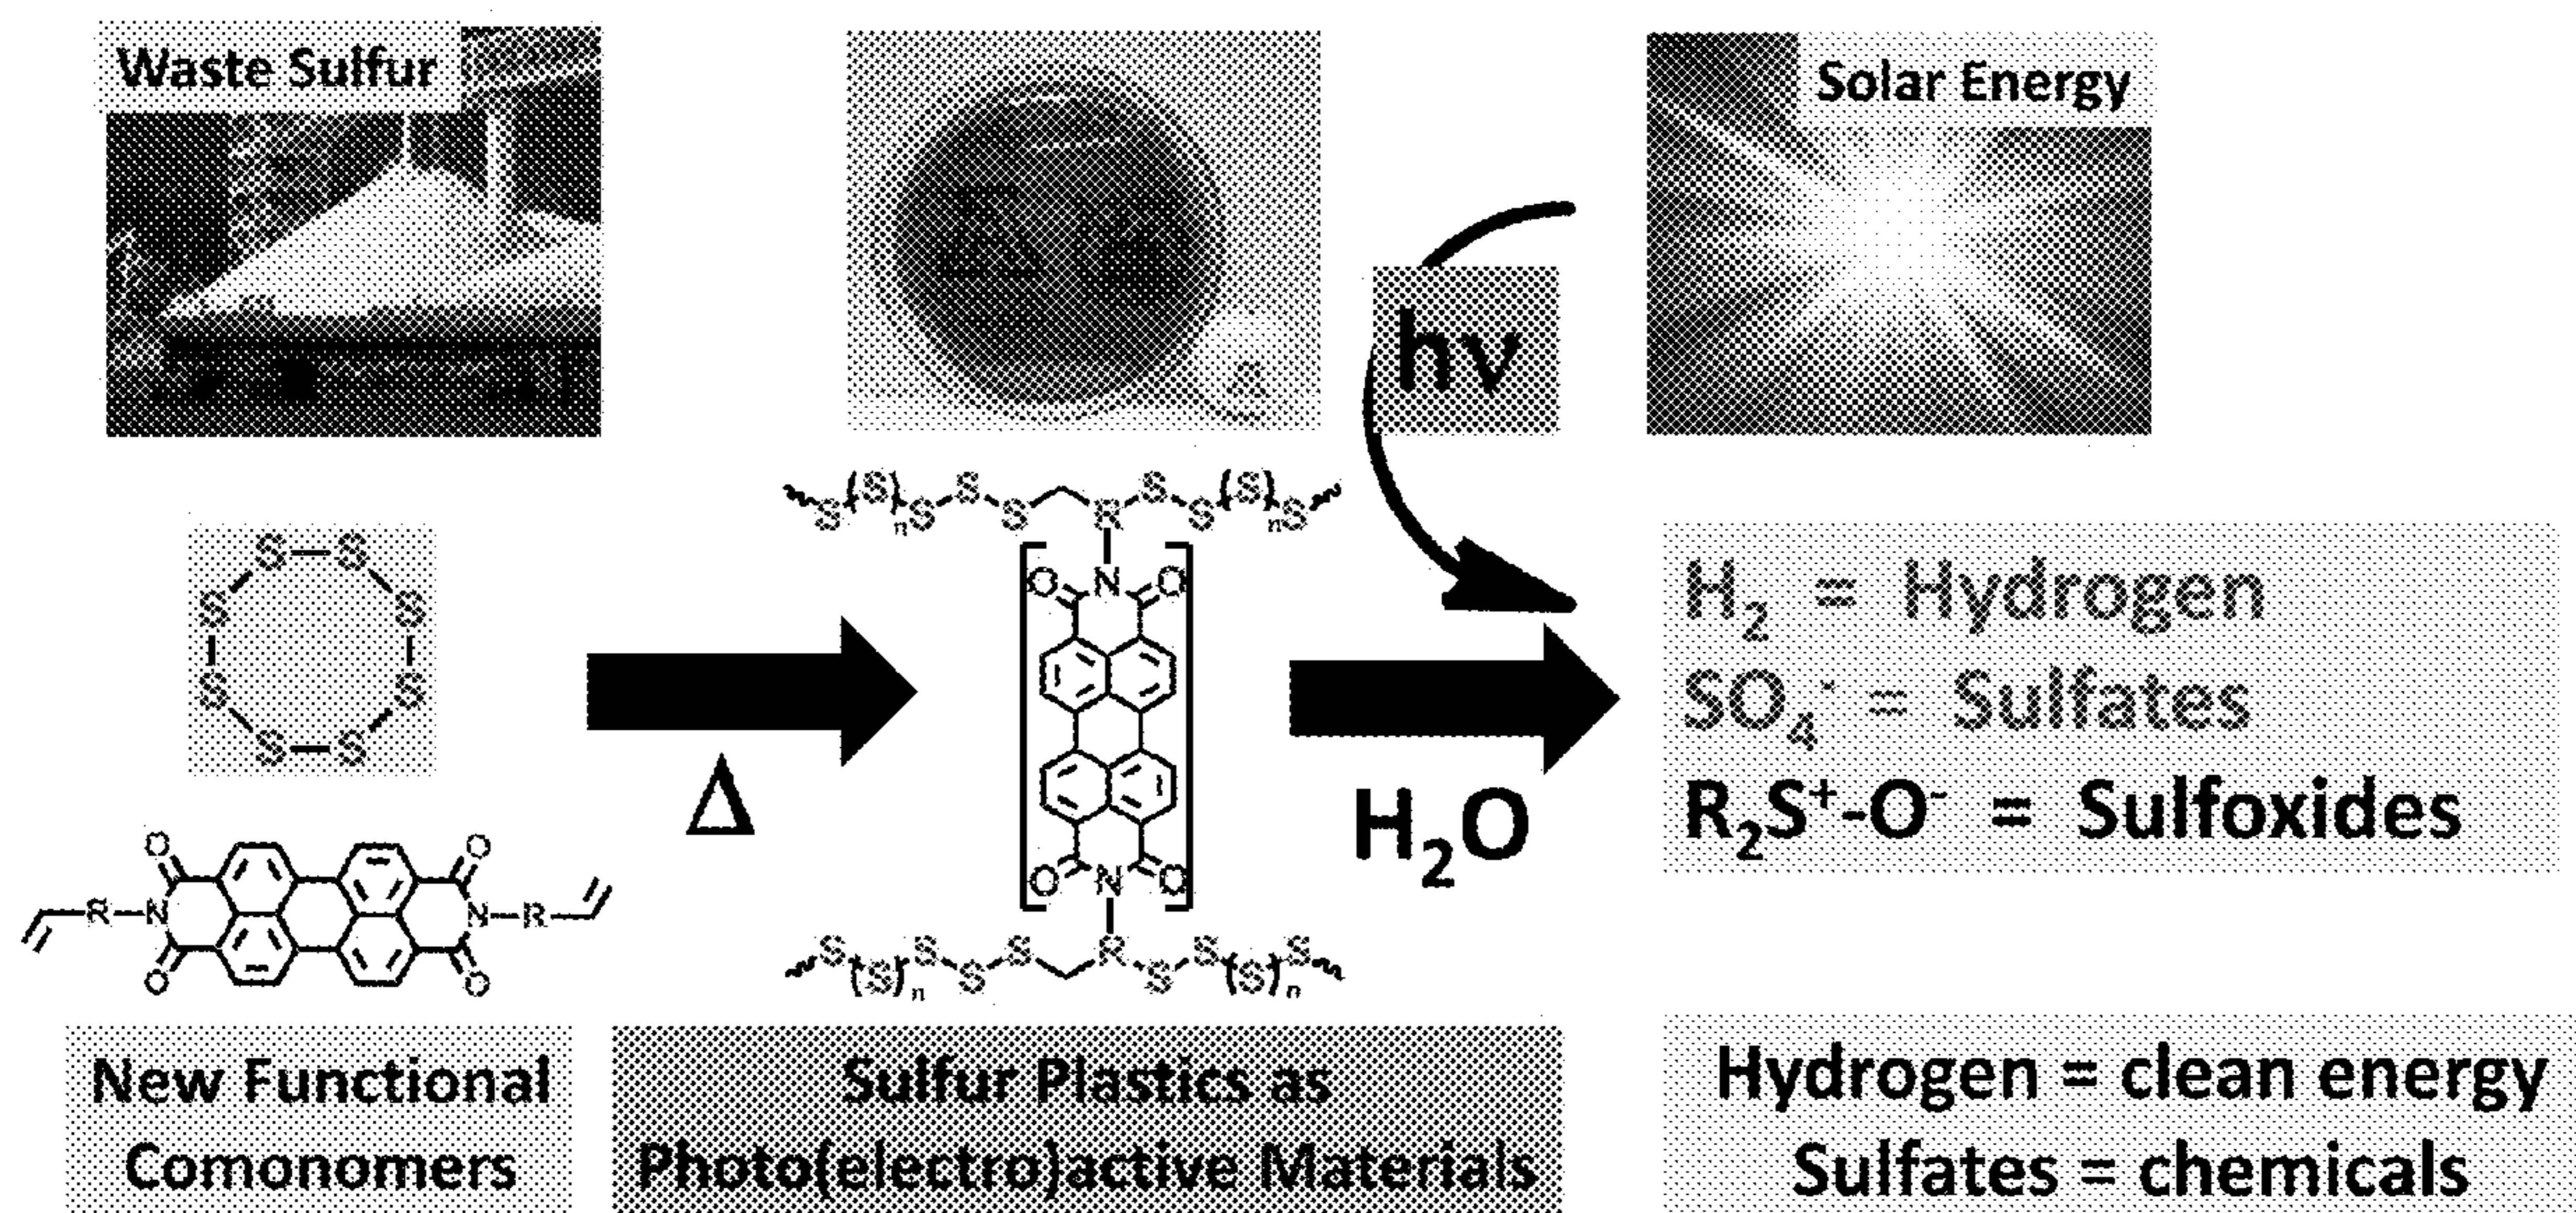 Waste Sulfur
Solar Energy
hν
S
(S)n
S
S
S
R
S
S
(S)n
S
S—S
S
S
S
S
S—S
O
N
O
O
N
O
H2 = Hydrogen
SO4- = Sulfates
R2S+-O- = Sulfoxides
Δ
H2O
O
O
R—N
N—R
O
O
S
(S)n
S
S
S
R
S
S
(S)n
S
New Functional
Comonomers
Sulfur Plastics as
Photo(electro)active Materials
Hydrogen = clean energy
Sulfates = chemicals